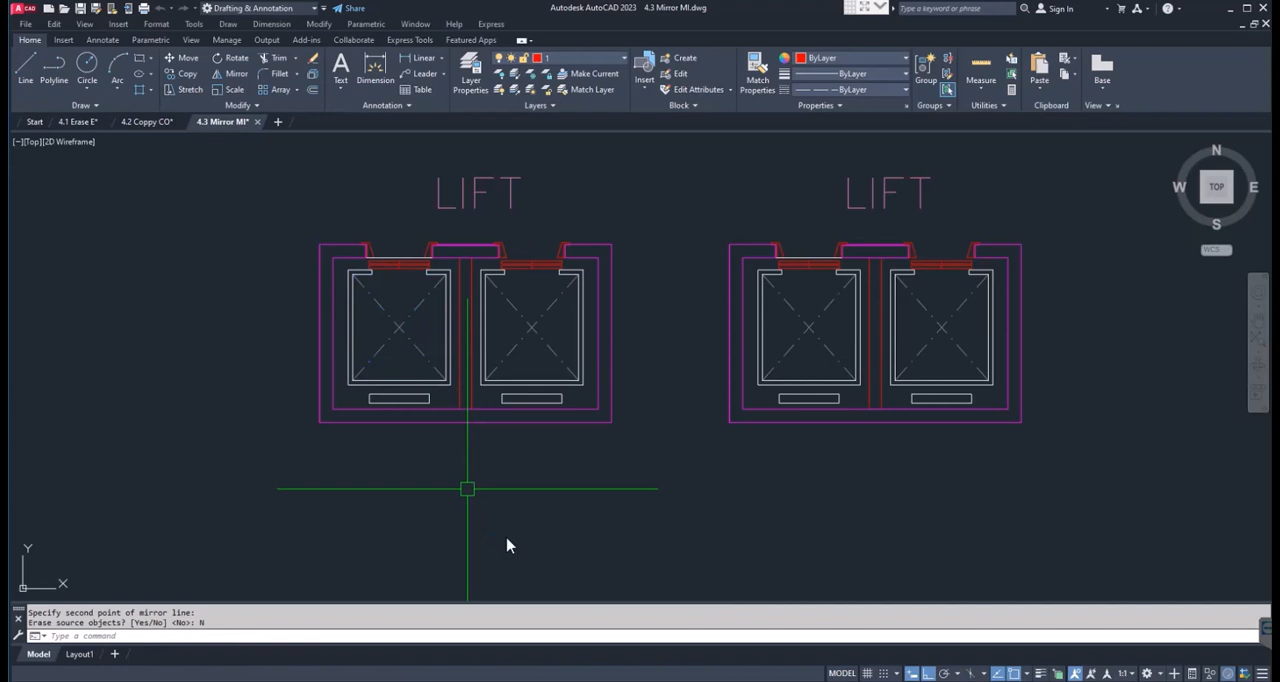 CAD
Drafting & Annotation
Share
Autodesk AutoCAD 2023 4.3 Mirror MI.dwg
Type a keyword or phrase
Sign In
File Edit View Insert Format Tools Draw Dimension Modify Parametric Window Help Express
Home Insert Annotate Parametric View Manage Output Add-ins Collaborate Express Tools Featured Apps
Move Rotate Trim Linear 1 Create ByLayer
Line Polyline Circle Arc Copy Mirror Fillet Text Dimension Leader Layer Properties Make Current Insert Edit Match Properties ByLayer Group Measure Paste Base
Stretch Scale Array Table Match Layer Edit Attributes ByLayer
Draw Modify Annotation Layers Block Properties Groups Utilities Clipboard View
Start 4.1 Erase E* 4.2 Coppy CO* 4.3 Mirror MI*
[−][Top][2D Wireframe]
N
W TOP E
S
WCS
LIFT LIFT
Y
X
Specify second point of mirror line:
Erase source objects? [Yes/No] <No>: N
Type a command
Model Layout1
MODEL 1:1